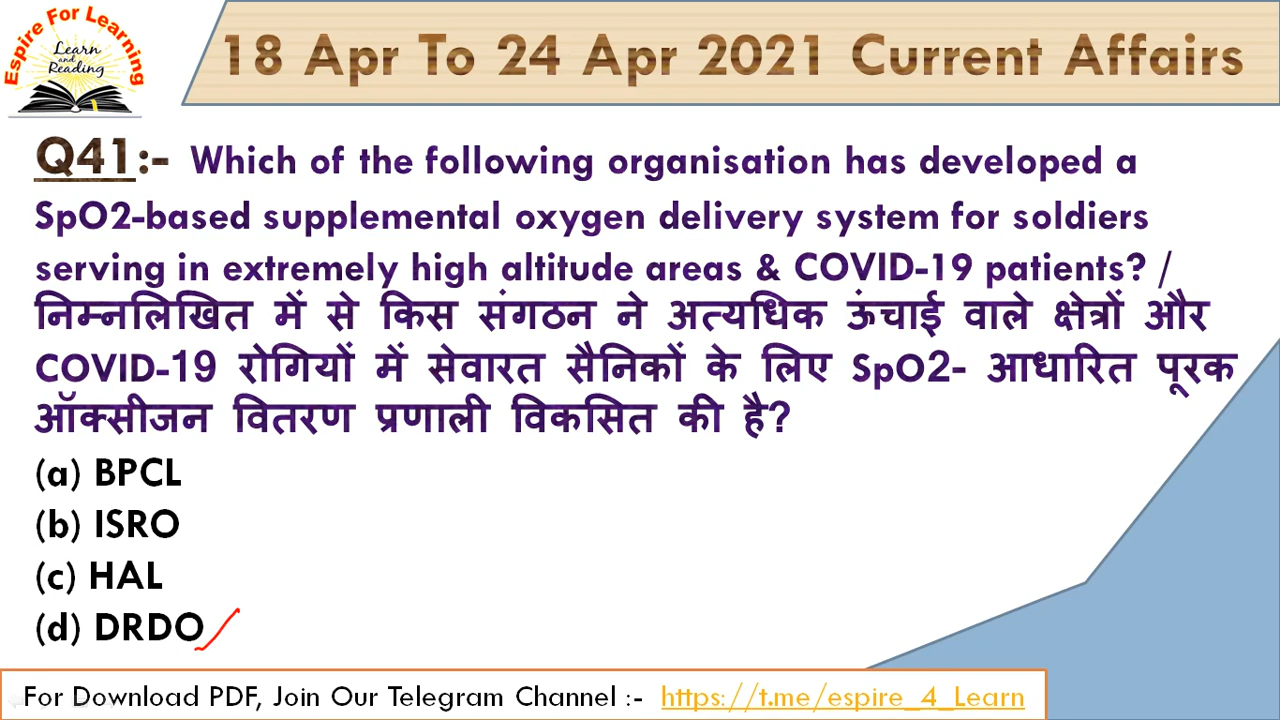 Espire For Learning
Learn
and
Reading
18 Apr To 24 Apr 2021 Current Affairs
Q41:- Which of the following organisation has developed a
SpO2-based supplemental oxygen delivery system for soldiers
serving in extremely high altitude areas & COVID-19 patients? /
निम्नलिखित में से किस संगठन ने अत्यधिक ऊंचाई वाले क्षेत्रों और
COVID-19 रोगियों में सेवारत सैनिकों के लिए SpO2- आधारित पूरक
ऑक्सीजन वितरण प्रणाली विकसित की है?
(a) BPCL
(b) ISRO
(c) HAL
(d) DRDO
For Download PDF, Join Our Telegram Channel :- https://t.me/espire_4_Learn